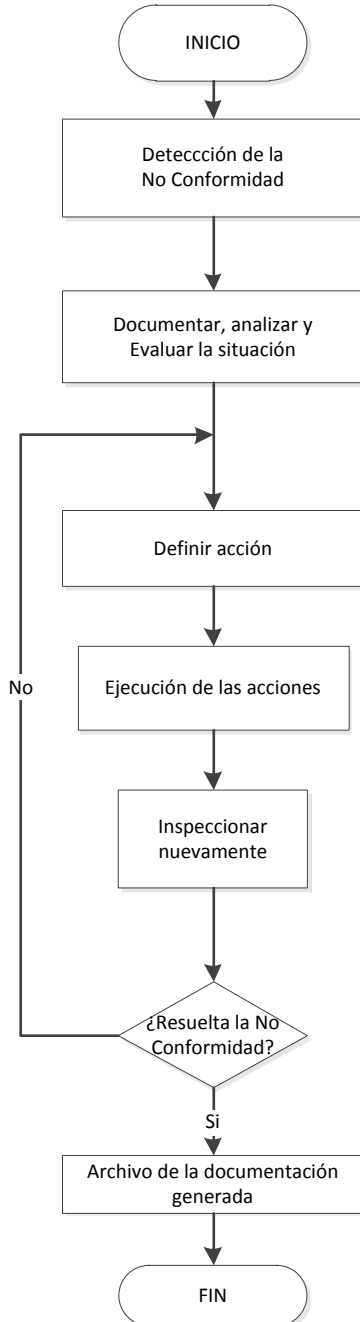 INICIO
Deteccción de la
No Conformidad
Documentar, analizar y
Evaluar la situación
Definir acción
Ejecución de las acciones
No
Inspeccionar
nuevamente
¿Resuelta la No
Conformidad?
Si
Archivo de la documentación
generada
FIN